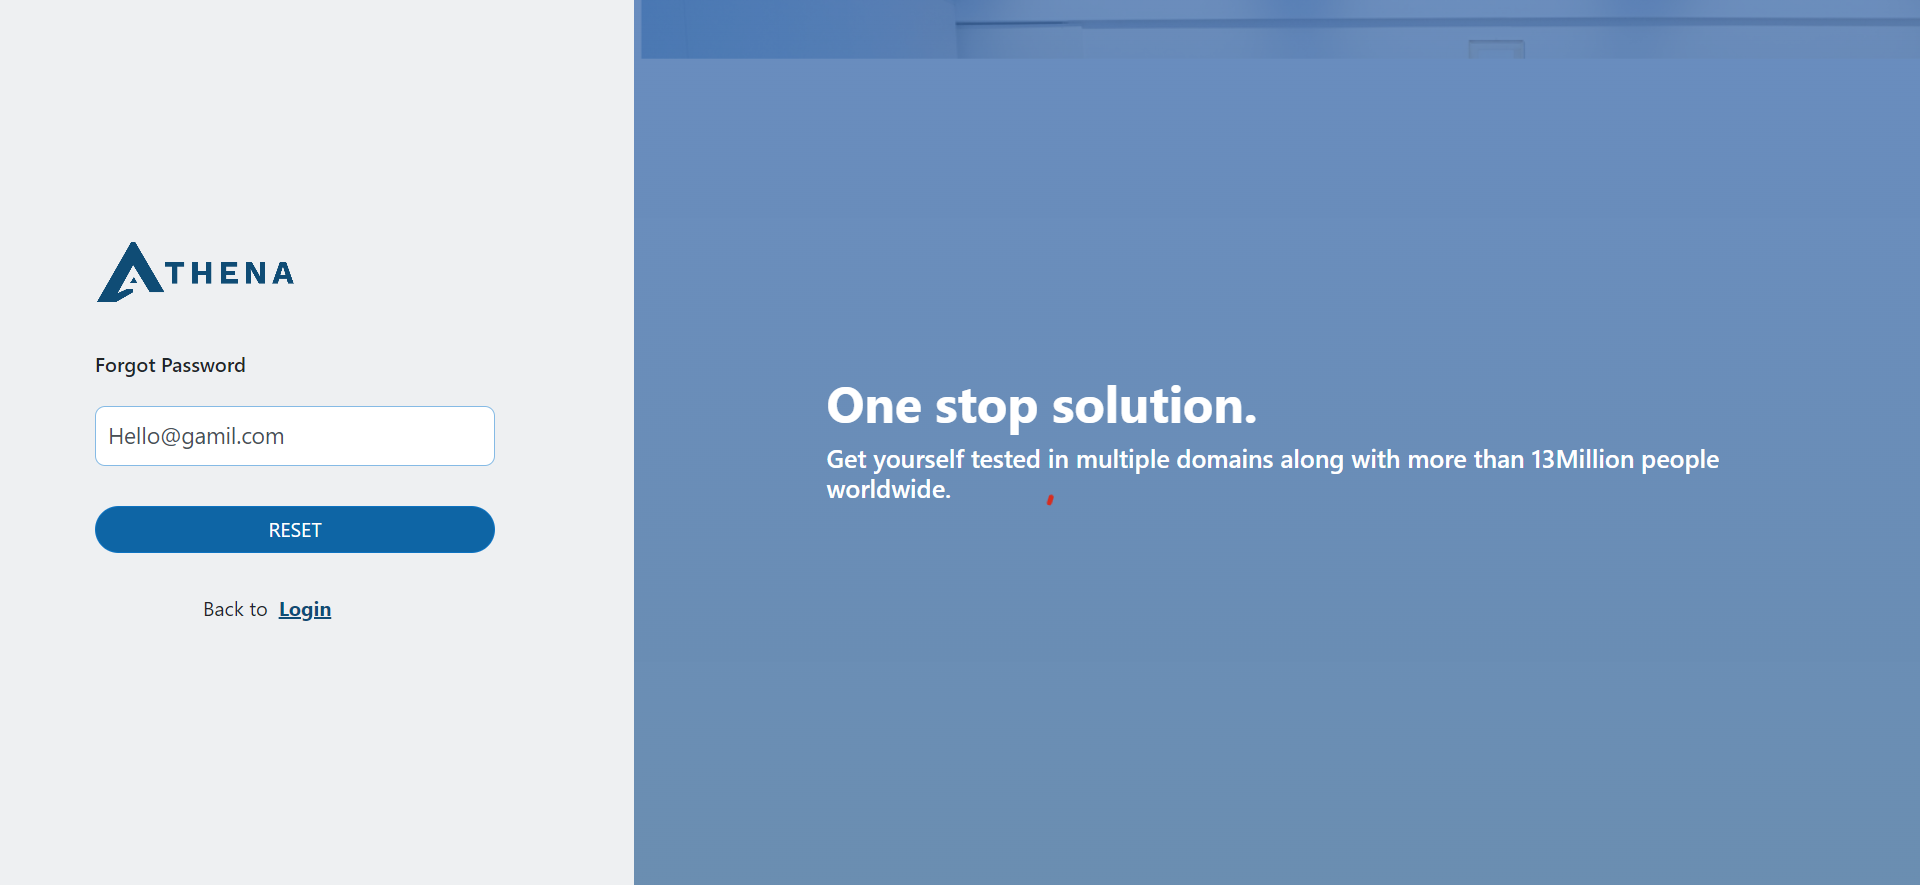 ATHENA
Forgot Password
Hello@gamil.com
RESET
Back to Login
One stop solution.
Get yourself tested in multiple domains along with more than 13Million people
worldwide.